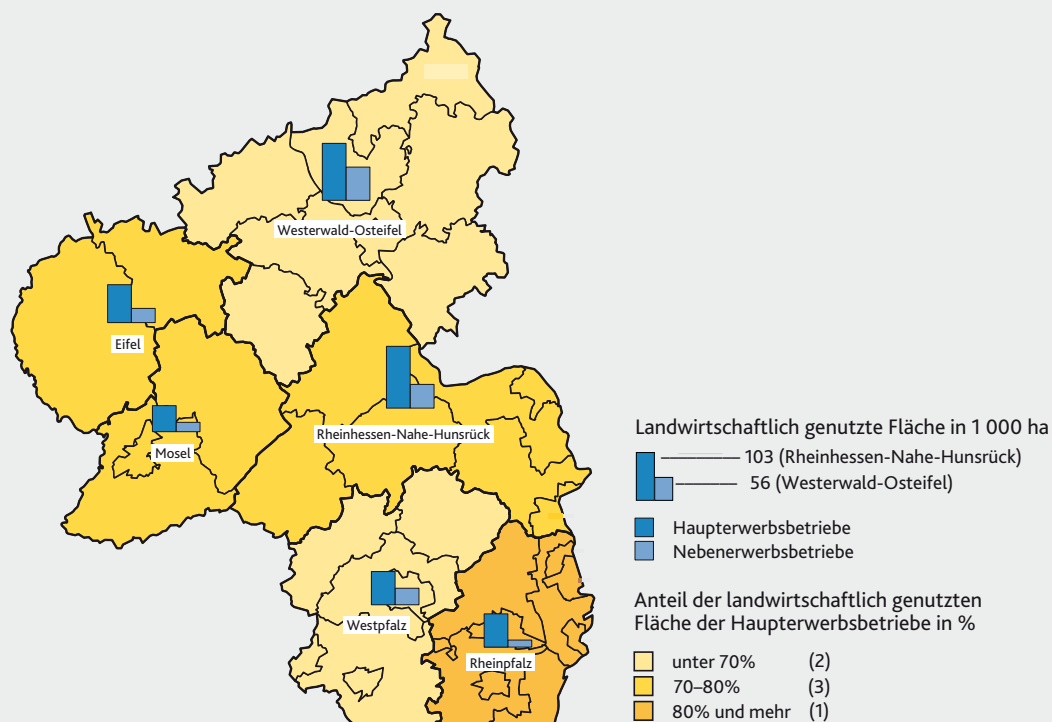 Westerwald-Osteifel
Eifel
Rheinhessen-Nahe-Hunsrück
Mosel
Westpfalz
Rheinpfalz
Landwirtschaftlich genutzte Fläche in 1 000 ha
103 (Rheinhessen-Nahe-Hunsrück)
56 (Westerwald-Osteifel)
Haupterwerbsbetriebe
Nebenerwerbsbetriebe
Anteil der landwirtschaftlich genutzten
Fläche der Haupterwerbsbetriebe in %
unter 70% (2)
70–80% (3)
80% und mehr (1)